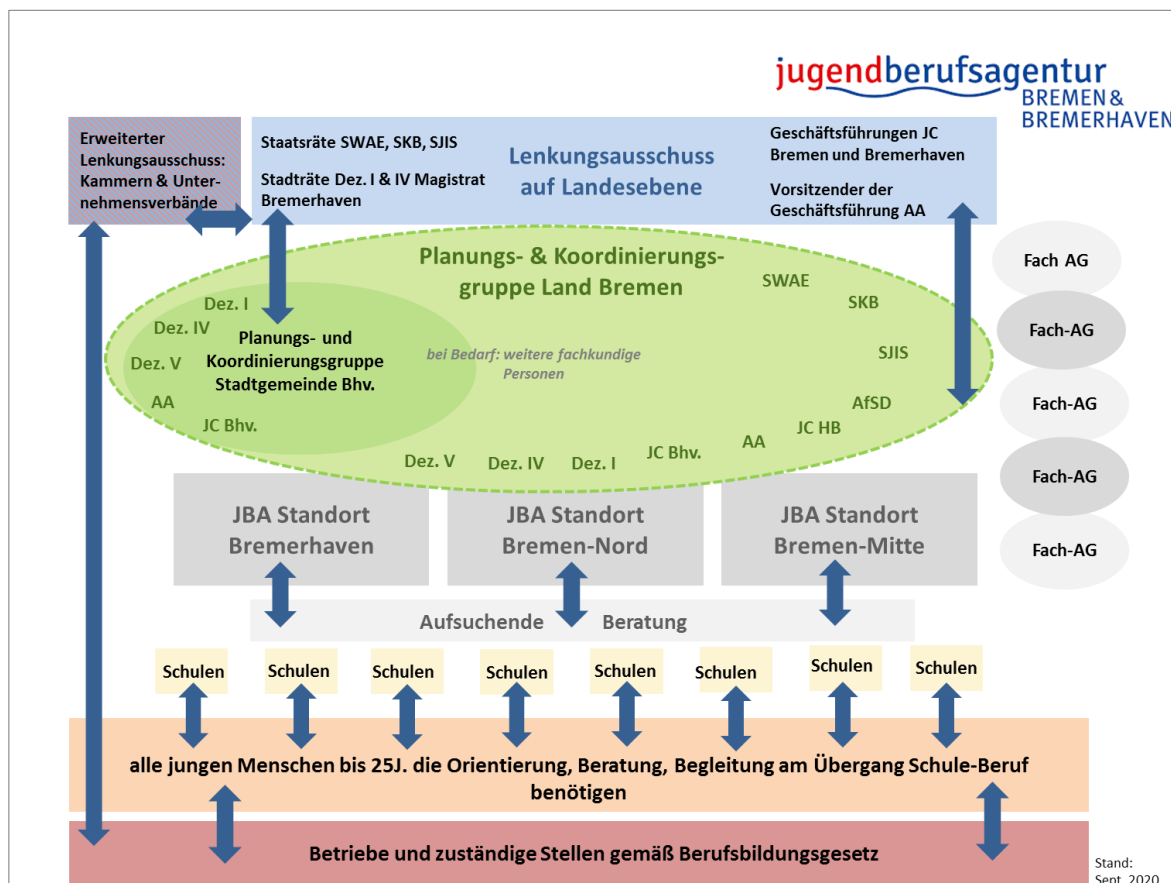 jugendberufsagentur
BREMEN &
BREMERHAVEN
Erweiterter
Lenkungsausschuss:
Kammern & Unter-
nehmensverbände
Staatsräte SWAE, SKB, SJIS
Stadträte Dez. I & IV Magistrat
Bremerhaven
Lenkungsausschuss
auf Landesebene
Geschäftsführungen JC
Bremen und Bremerhaven
Vorsitzender der
Geschäftsführung AA
Planungs- & Koordinierungs-
gruppe Land Bremen
Dez. I
Dez. IV
Dez. V
AA
JC Bhv.
Planungs- und
Koordinierungsgruppe
Stadtgemeinde Bhv.
bei Bedarf: weitere fachkundige
Personen
SWAE
SKB
SJIS
AfSD
JC HB
AA
JC Bhv.
Dez. I
Dez. IV
Dez. V
Fach AG
Fach-AG
Fach-AG
Fach-AG
Fach-AG
JBA Standort
Bremerhaven
JBA Standort
Bremen-Nord
JBA Standort
Bremen-Mitte
Aufsuchende Beratung
Schulen
Schulen
Schulen
Schulen
Schulen
Schulen
Schulen
Schulen
alle jungen Menschen bis 25J. die Orientierung, Beratung, Begleitung am Übergang Schule-Beruf
benötigen
Betriebe und zuständige Stellen gemäß Berufsbildungsgesetz
Stand:
Sept. 2020